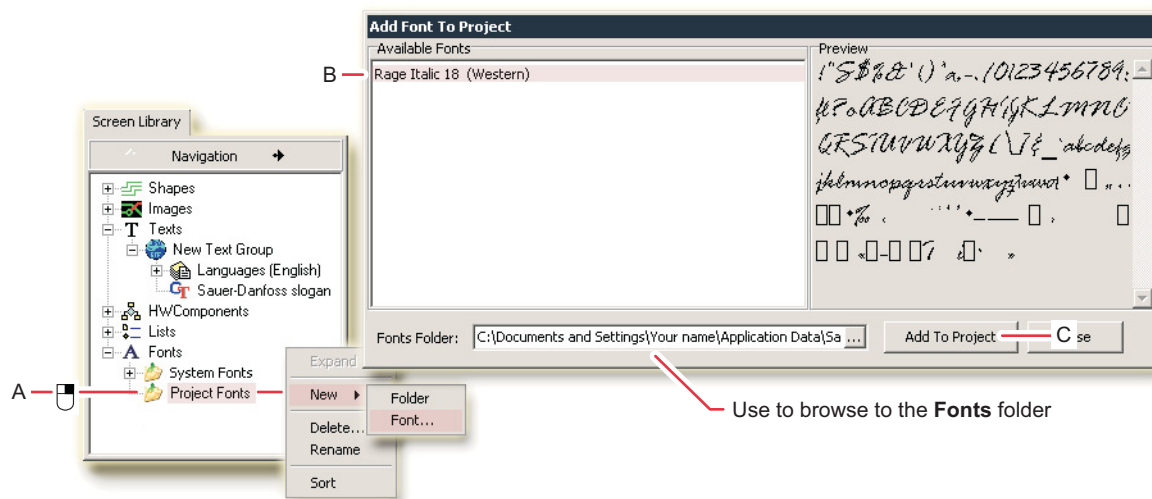 Add Font To Project
Available Fonts
Preview
B
Rage Italic 18 (Western)
Screen Library
Navigation
Shapes
Images
Texts
New Text Group
Languages (English)
Sauer-Danfoss slogan
HWComponents
Lists
Fonts
System Fonts
A
Project Fonts
Expand
New
Folder
Font...
Delete...
Rename
Sort
Fonts Folder:
C:\Documents and Settings\Your name\Application Data\Sa
...
Add To Project
C
se
Use to browse to the Fonts folder